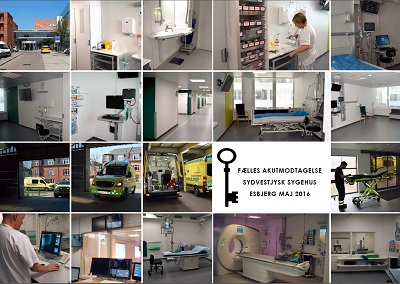 FÆLLES AKUTMODTAGELSE
SYDVESTJYSK SYGEHUS
ESBJERG MAJ 2016